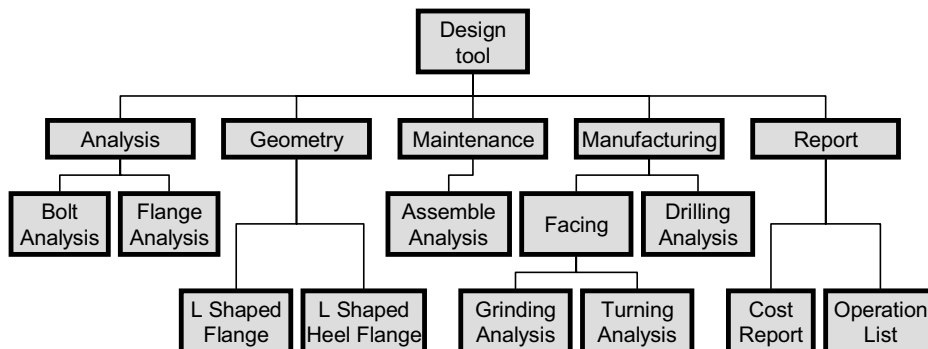 Design
tool
Analysis
Geometry
Maintenance
Manufacturing
Report
Bolt
Analysis
Flange
Analysis
Assemble
Analysis
Facing
Drilling
Analysis
L Shaped
Flange
L Shaped
Heel Flange
Grinding
Analysis
Turning
Analysis
Cost
Report
Operation
List